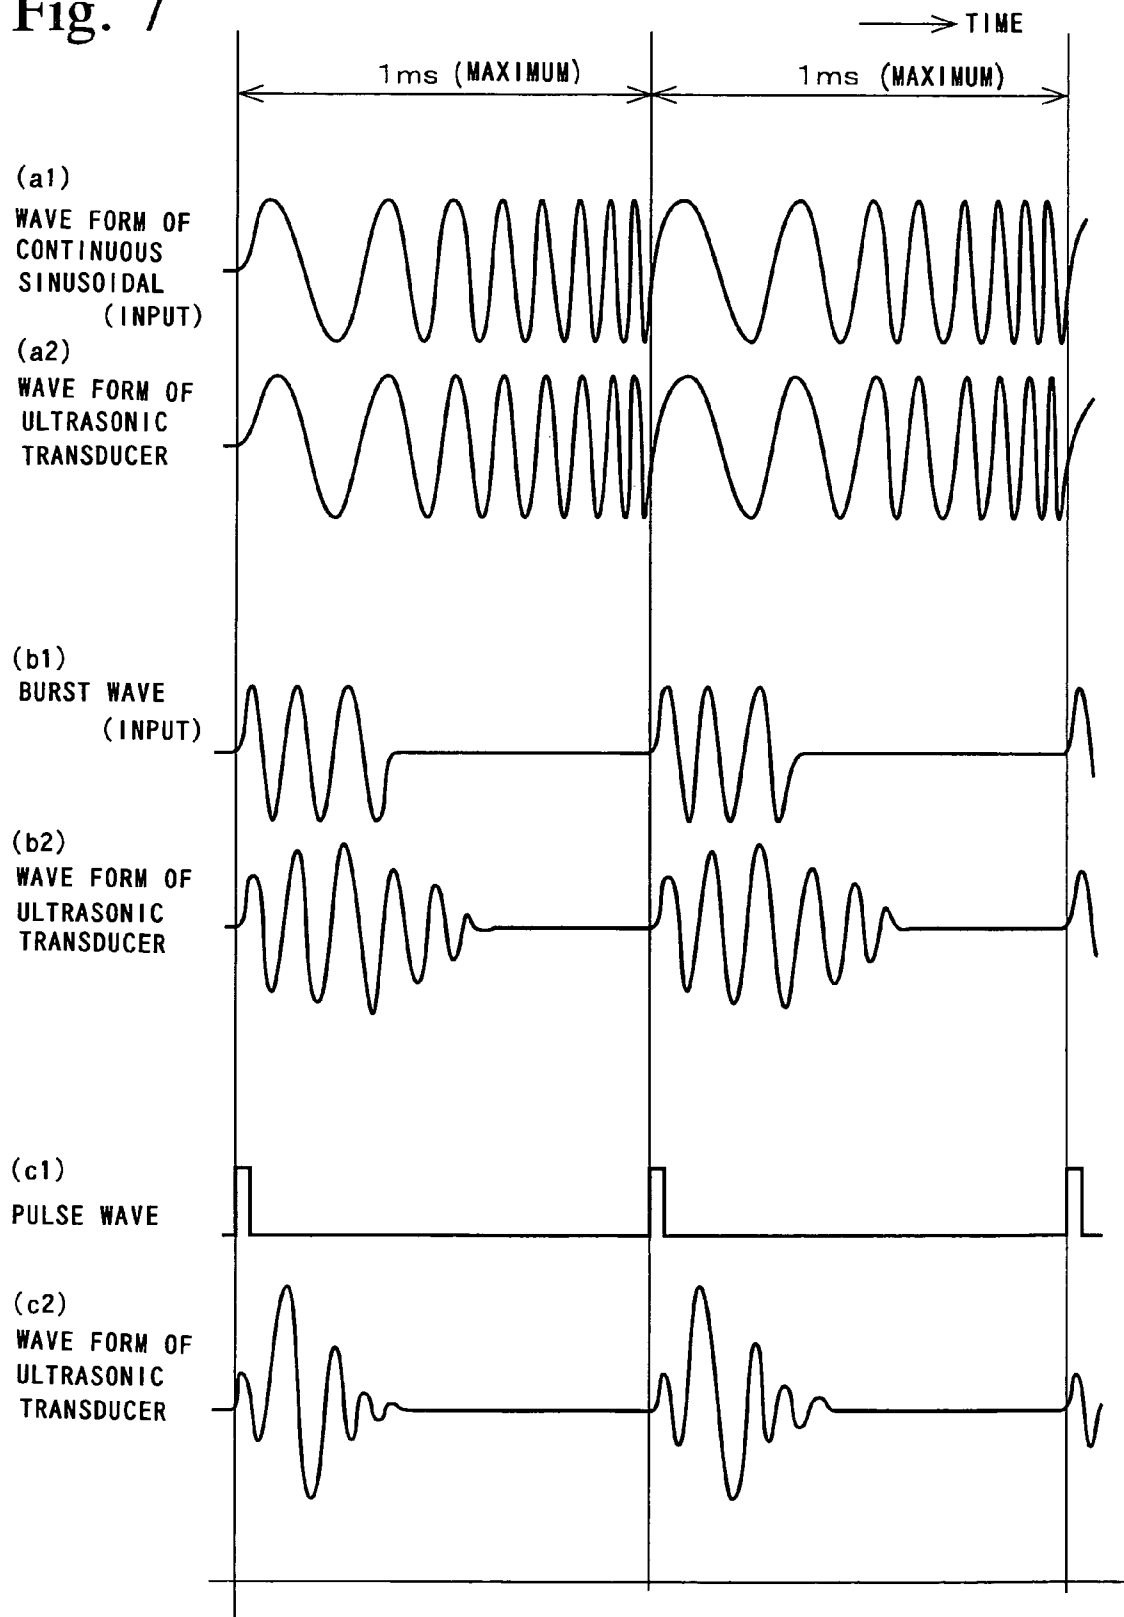 Fig. 7
TIME
1ms (MAXIMUM)
1ms (MAXIMUM)
(a1)
WAVE FORM OF
CONTINUOUS
SINUSOIDAL
(INPUT)
(a2)
WAVE FORM OF
ULTRASONIC
TRANSDUCER
(b1)
BURST WAVE
(INPUT)
(b2)
WAVE FORM OF
ULTRASONIC
TRANSDUCER
(c1)
PULSE WAVE
(c2)
WAVE FORM OF
ULTRASONIC
TRANSDUCER